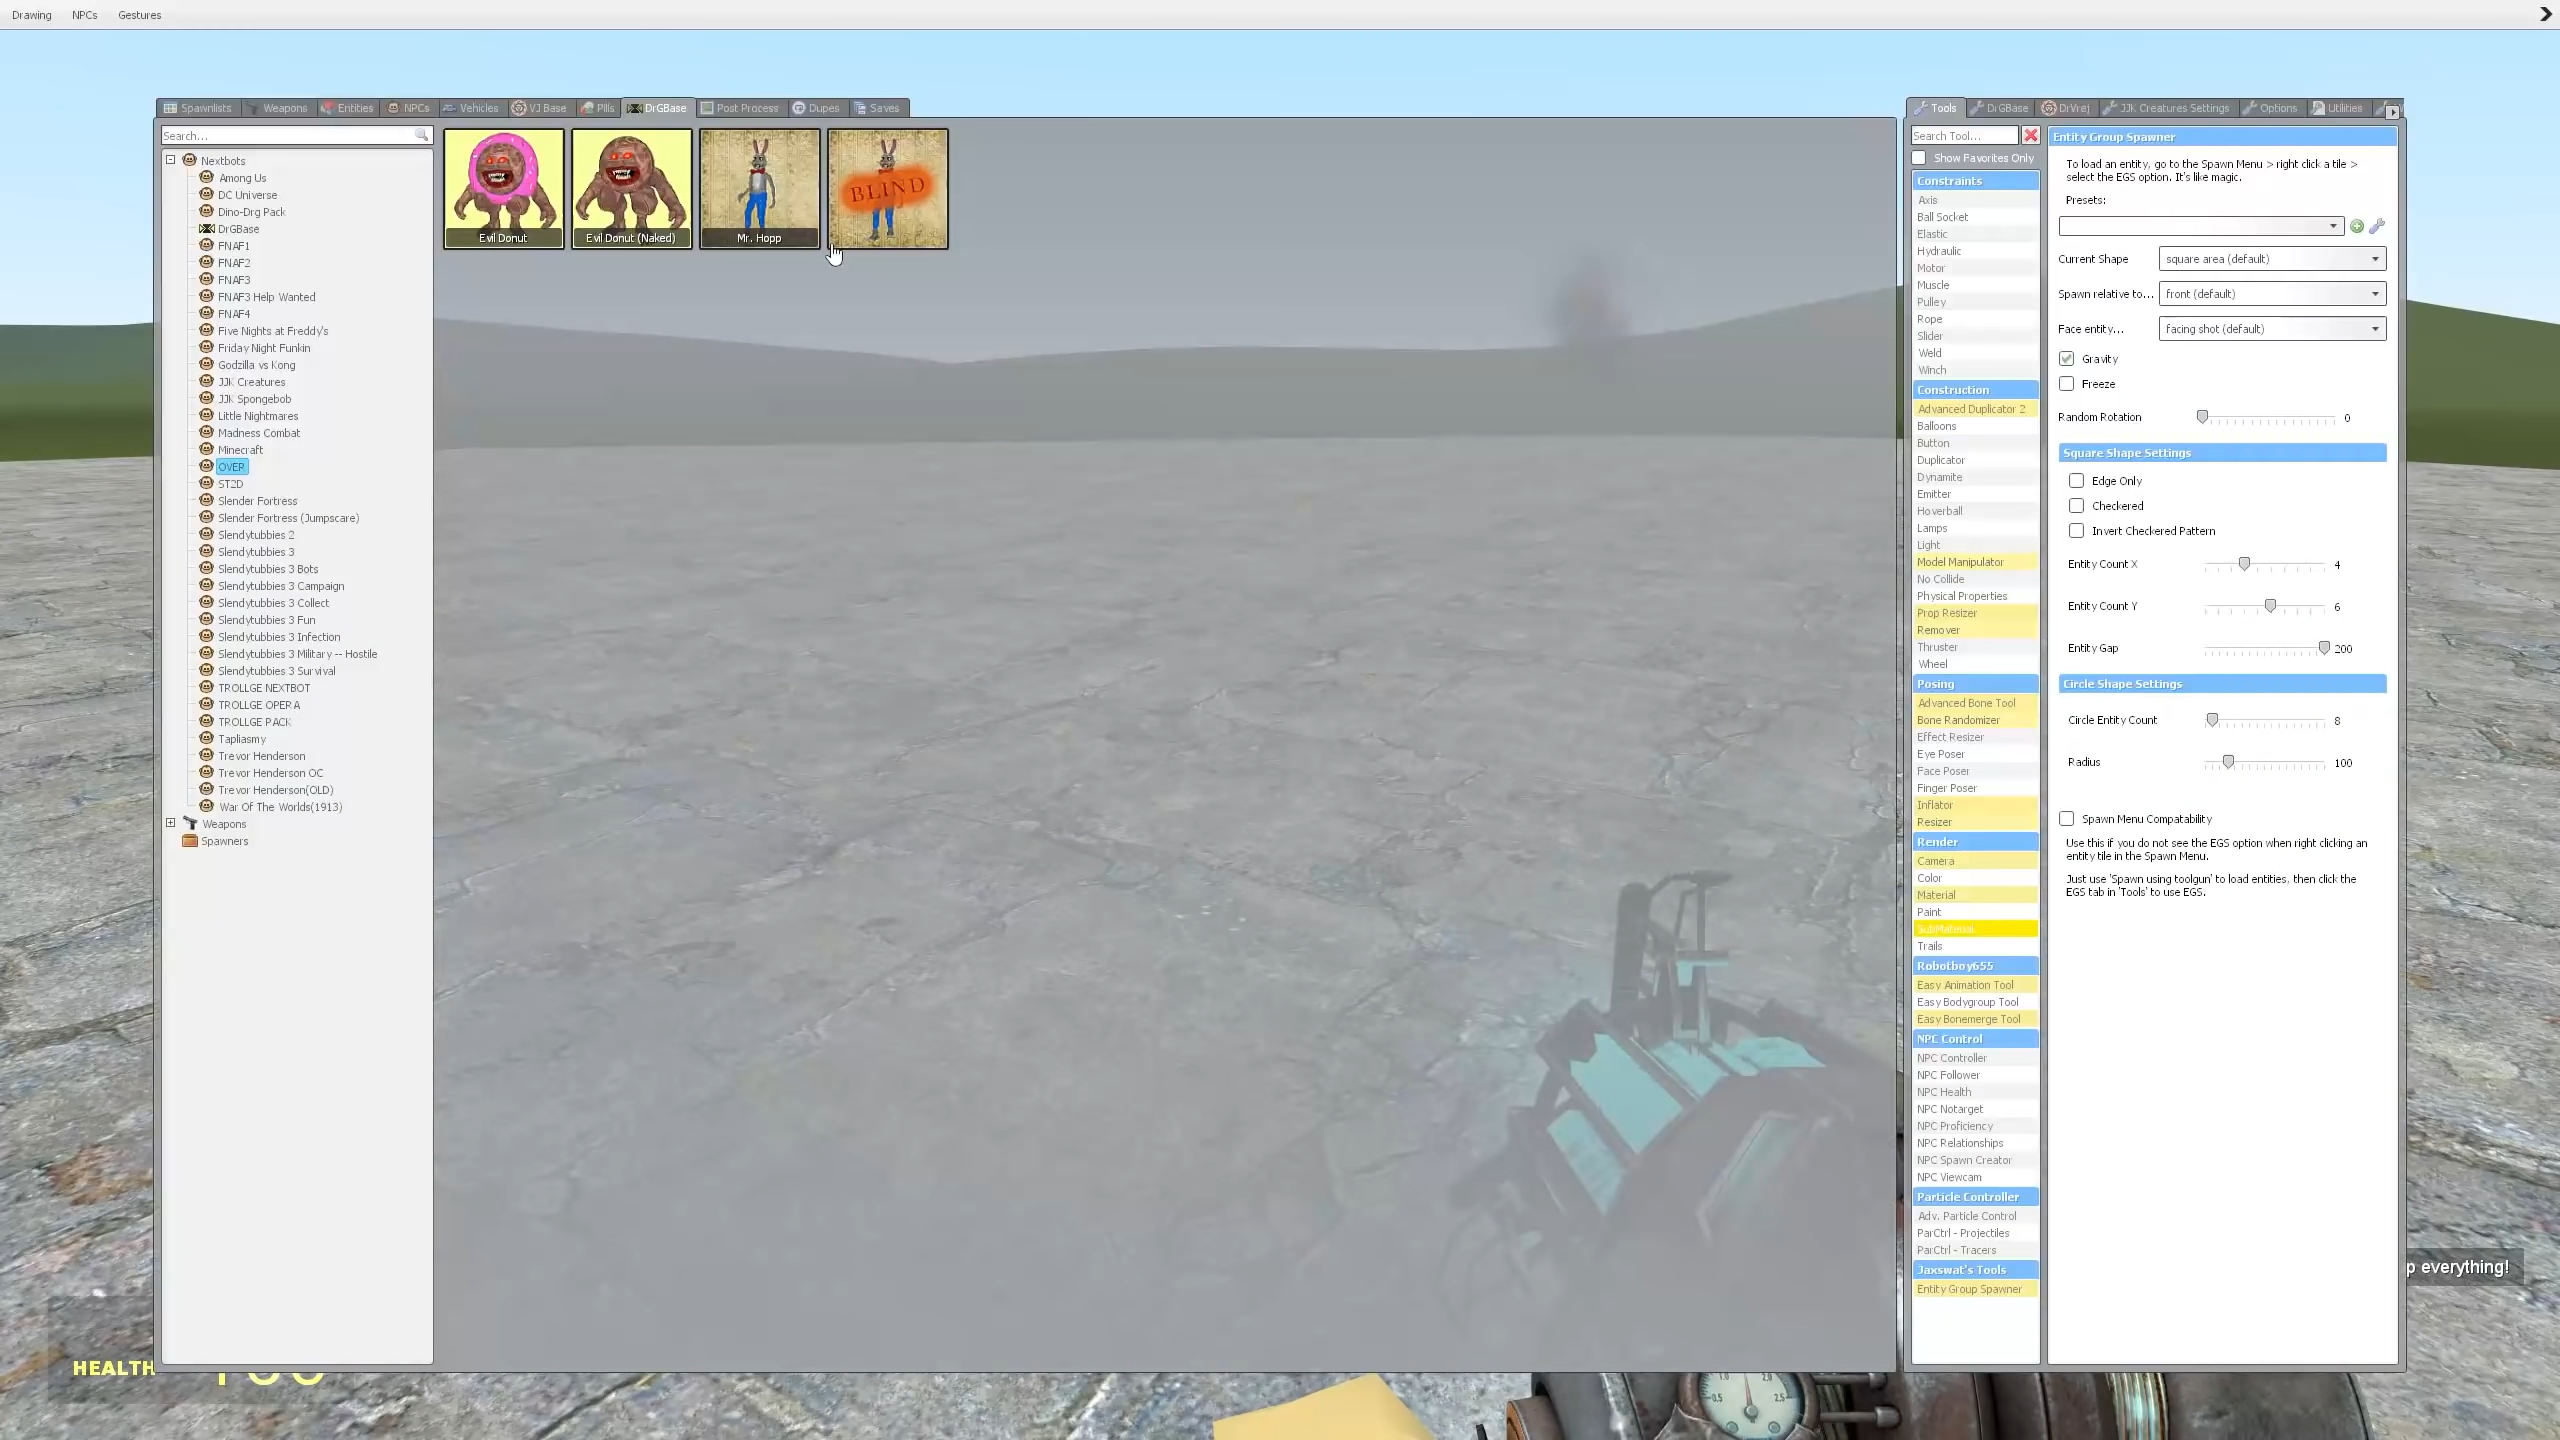 Drawing NPCs Gestures
Spawnlists Weapons Entities NPCs Vehicles VJ Base Pills DrGBase Post Process Dupes Saves
Search...
Nextbots
Among Us
DC Universe
Dino-Drg Pack
DrGBase
FNAF1
FNAF2
FNAF3
FNAF3 Help Wanted
FNAF4
Five Nights at Freddy's
Friday Night Funkin
Godzilla vs Kong
JJK Creatures
JJK Spongebob
Little Nightmares
Madness Combat
Minecraft
OVER
ST2D
Slender Fortress
Slender Fortress (Jumpscare)
Slendytubbies 2
Slendytubbies 3
Slendytubbies 3 Bots
Slendytubbies 3 Campaign
Slendytubbies 3 Collect
Slendytubbies 3 Fun
Slendytubbies 3 Infection
Slendytubbies 3 Military -- Hostile
Slendytubbies 3 Survival
TROLLGE NEXTBOT
TROLLGE OPERA
TROLLGE PACK
Tapliasmy
Trevor Henderson
Trevor Henderson OC
Trevor Henderson(OLD)
War Of The Worlds(1913)
Weapons
Spawners
Evil Donut
Evil Donut (Naked)
Mr. Hopp
BLIND
Tools DrGBase DrVrej JJK Creatures Settings Options Utilities
Search Tool...
Show Favorites Only
Constraints
Axis
Ball Socket
Elastic
Hydraulic
Motor
Muscle
Pulley
Rope
Slider
Weld
Winch
Construction
Advanced Duplicator 2
Balloons
Button
Duplicator
Dynamite
Emitter
Hoverball
Lamps
Light
Model Manipulator
No Collide
Physical Properties
Prop Resizer
Remover
Thruster
Wheel
Posing
Advanced Bone Tool
Bone Randomizer
Effect Resizer
Eye Poser
Face Poser
Finger Poser
Inflator
Resizer
Render
Camera
Color
Material
Paint
SubMaterial
Trails
Robotboy655
Easy Animation Tool
Easy Bodygroup Tool
Easy Bonemerge Tool
NPC Control
NPC Controller
NPC Follower
NPC Health
NPC Notarget
NPC Proficiency
NPC Relationships
NPC Spawn Creator
NPC Viewcam
Particle Controller
Adv. Particle Control
ParCtrl - Projectiles
ParCtrl - Tracers
Jaxswat's Tools
Entity Group Spawner
Entity Group Spawner
To load an entity, go to the Spawn Menu > right click a tile >
select the EGS option. It's like magic.
Presets:
Current Shape square area (default)
Spawn relative to... front (default)
Face entity... facing shot (default)
Gravity
Freeze
Random Rotation 0
Square Shape Settings
Edge Only
Checkered
Invert Checkered Pattern
Entity Count X 4
Entity Count Y 6
Entity Gap 200
Circle Shape Settings
Circle Entity Count 8
Radius 100
Spawn Menu Compatability
Use this if you do not see the EGS option when right clicking an
entity tile in the Spawn Menu.
Just use 'Spawn using toolgun' to load entities, then click the
EGS tab in 'Tools' to use EGS.
p everything!
HEALTH